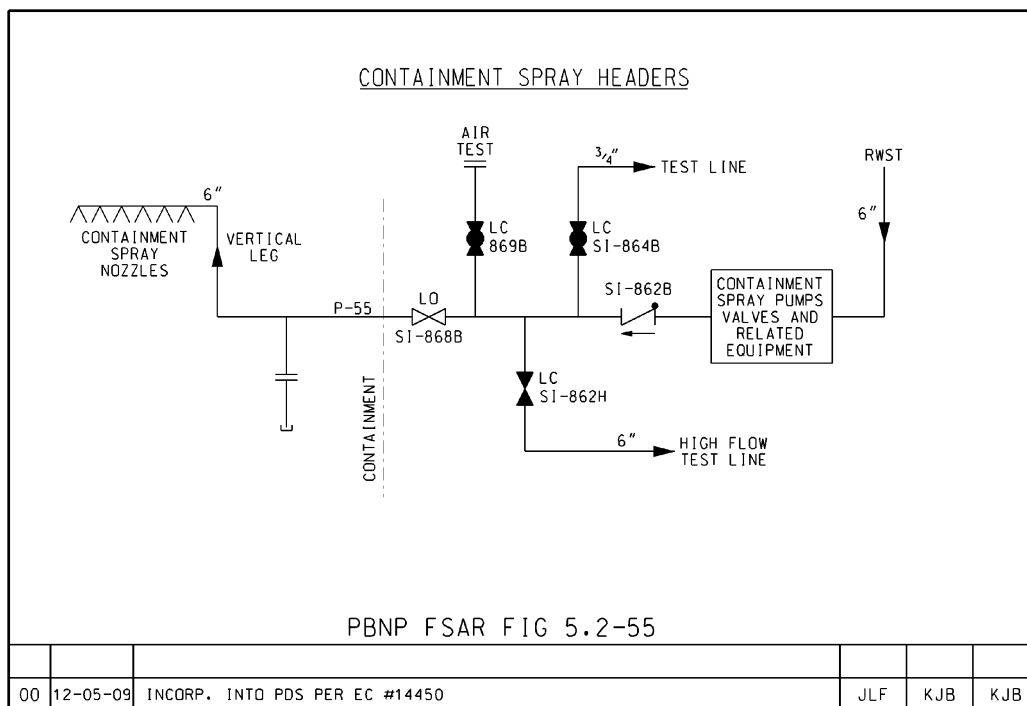 CONTAINMENT SPRAY HEADERS
AIR
TEST
3/4"
TEST LINE
RWST
6"
CONTAINMENT
SPRAY
NOZZLES
VERTICAL
LEG
LC
869B
LC
SI-864B
6"
SI-862B
CONTAINMENT
SPRAY PUMPS
VALVES AND
RELATED
EQUIPMENT
P-55
LO
SI-868B
LC
SI-862H
CONTAINMENT
6"
HIGH FLOW
TEST LINE
PBNP FSAR FIG 5.2-55
00 12-05-09 INCORP. INTO PDS PER EC #14450 JLF KJB KJB